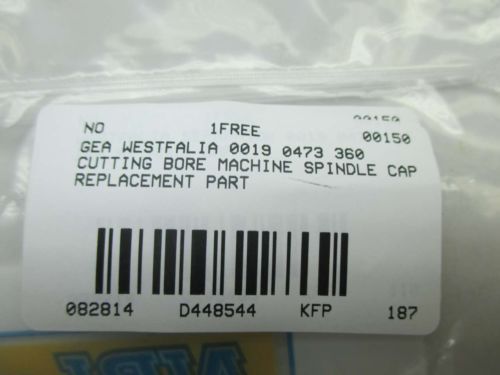 00150
NO 1FREE 00150
GEA WESTFALIA 0019 0473 360
CUTTING BORE MACHINE SPINDLE CAP
REPLACEMENT PART
082814 D448544 KFP 187